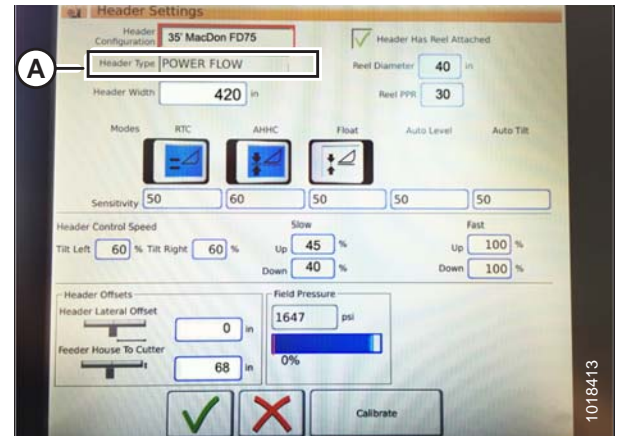 Header Settings
Header Configuration 35' MacDon FD75
Header Has Reel Attached
A
Header Type POWER FLOW
Reel Diameter 40 in
Header Width 420 in
Reel PPR 30
Modes RTC AHHC Float Auto Level Auto Tilt
Sensitivity 50 60 50 50 50
Header Control Speed Slow Fast
Tilt Left 60 % Tilt Right 60 % Up 45 % Up 100 %
Down 40 % Down 100 %
Header Offsets Field Pressure
Header Lateral Offset
0 in
1647 psi
Feeder House To Cutter
68 in
0%
Calibrate
1018413